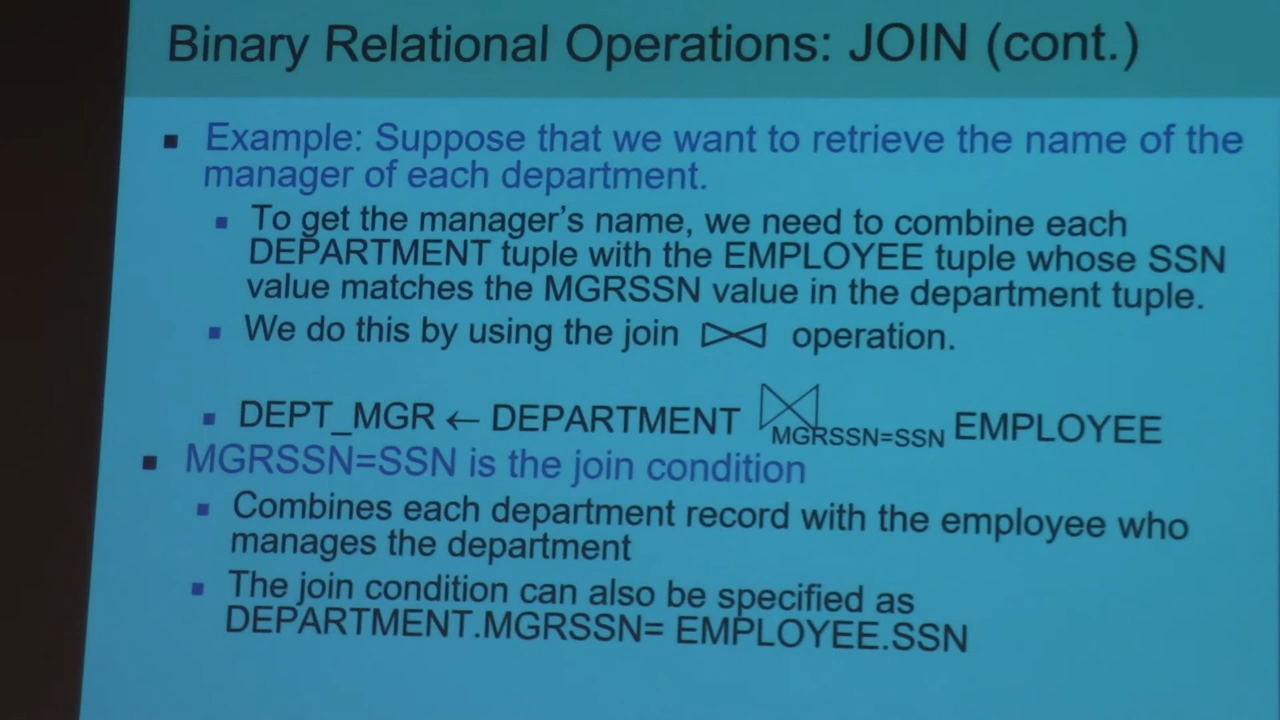 Binary Relational Operations: JOIN (cont.)
Example: Suppose that we want to retrieve the name of the
manager of each department.
To get the manager's name, we need to combine each
DEPARTMENT tuple with the EMPLOYEE tuple whose SSN
value matches the MGRSSN value in the department tuple.
We do this by using the join ⋈ operation.
DEPT_MGR ← DEPARTMENT ⋈ MGRSSN=SSN EMPLOYEE
MGRSSN=SSN is the join condition
Combines each department record with the employee who
manages the department
The join condition can also be specified as
DEPARTMENT.MGRSSN= EMPLOYEE.SSN